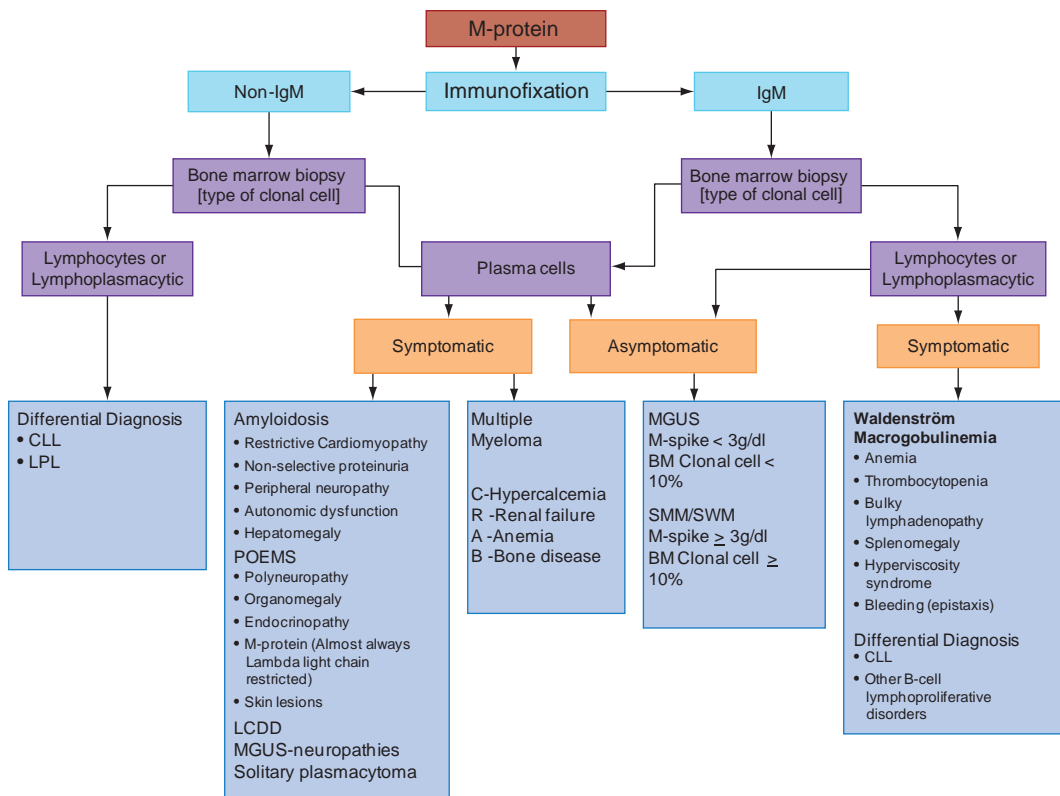 M-protein
Non-IgM
Immunofixation
IgM
Bone marrow biopsy
[type of clonal cell]
Bone marrow biopsy
[type of clonal cell]
Lymphocytes or
Lymphoplasmacytic
Plasma cells
Lymphocytes or
Lymphoplasmacytic
Symptomatic
Asymptomatic
Symptomatic
Differential Diagnosis
• CLL
• LPL
Amyloidosis
• Restrictive Cardiomyopathy
• Non-selective proteinuria
• Peripheral neuropathy
• Autonomic dysfunction
• Hepatomegaly
POEMS
• Polyneuropathy
• Organomegaly
• Endocrinopathy
• M-protein (Almost always
Lambda light chain
restricted)
• Skin lesions
LCDD
MGUS-neuropathies
Solitary plasmacytoma
Multiple
Myeloma
C-Hypercalcemia
R -Renal failure
A -Anemia
B -Bone disease
MGUS
M-spike < 3g/dl
BM Clonal cell <
10%
SMM/SWM
M-spike ≥ 3g/dl
BM Clonal cell ≥
10%
Waldenström
Macrogobulinemia
• Anemia
• Thrombocytopenia
• Bulky
lymphadenopathy
• Splenomegaly
• Hyperviscosity
syndrome
• Bleeding (epistaxis)
Differential Diagnosis
• CLL
• Other B-cell
lymphoproliferative
disorders